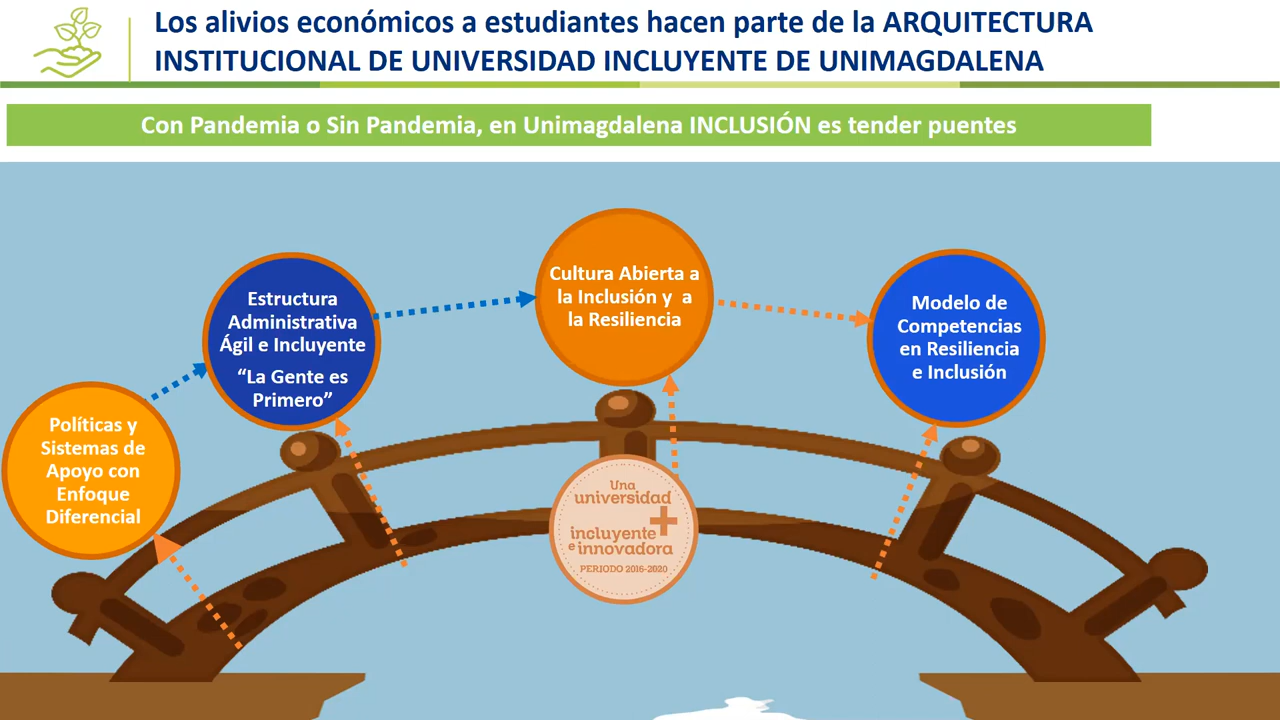 Los alivios económicos a estudiantes hacen parte de la ARQUITECTURA
INSTITUCIONAL DE UNIVERSIDAD INCLUYENTE DE UNIMAGDALENA
Con Pandemia o Sin Pandemia, en Unimagdalena INCLUSIÓN es tender puentes
Políticas y
Sistemas de
Apoyo con
Enfoque
Diferencial
Estructura
Administrativa
Ágil e Incluyente
“La Gente es
Primero”
Cultura Abierta a
la Inclusión y a
la Resiliencia
Modelo de
Competencias
en Resiliencia
e Inclusión
Una
universidad
+
incluyente
e innovadora
PERIODO 2016-2020